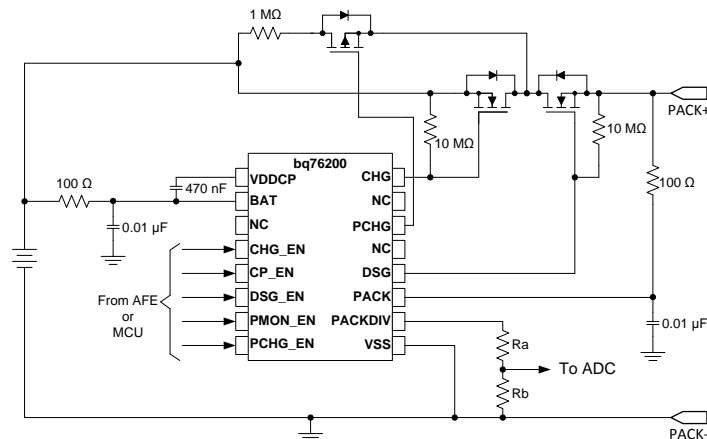 1 MΩ
PACK+
10 MΩ
10 MΩ
bq76200
100 Ω
470 nF
VDDCP
CHG
100 Ω
BAT
NC
0.01 µF
NC
PCHG
CHG_EN
NC
CP_EN
DSG
From AFE
or
MCU
DSG_EN
PACK
PMON_EN
PACKDIV
0.01 µF
PCHG_EN
VSS
Ra
To ADC
Rb
PACK-